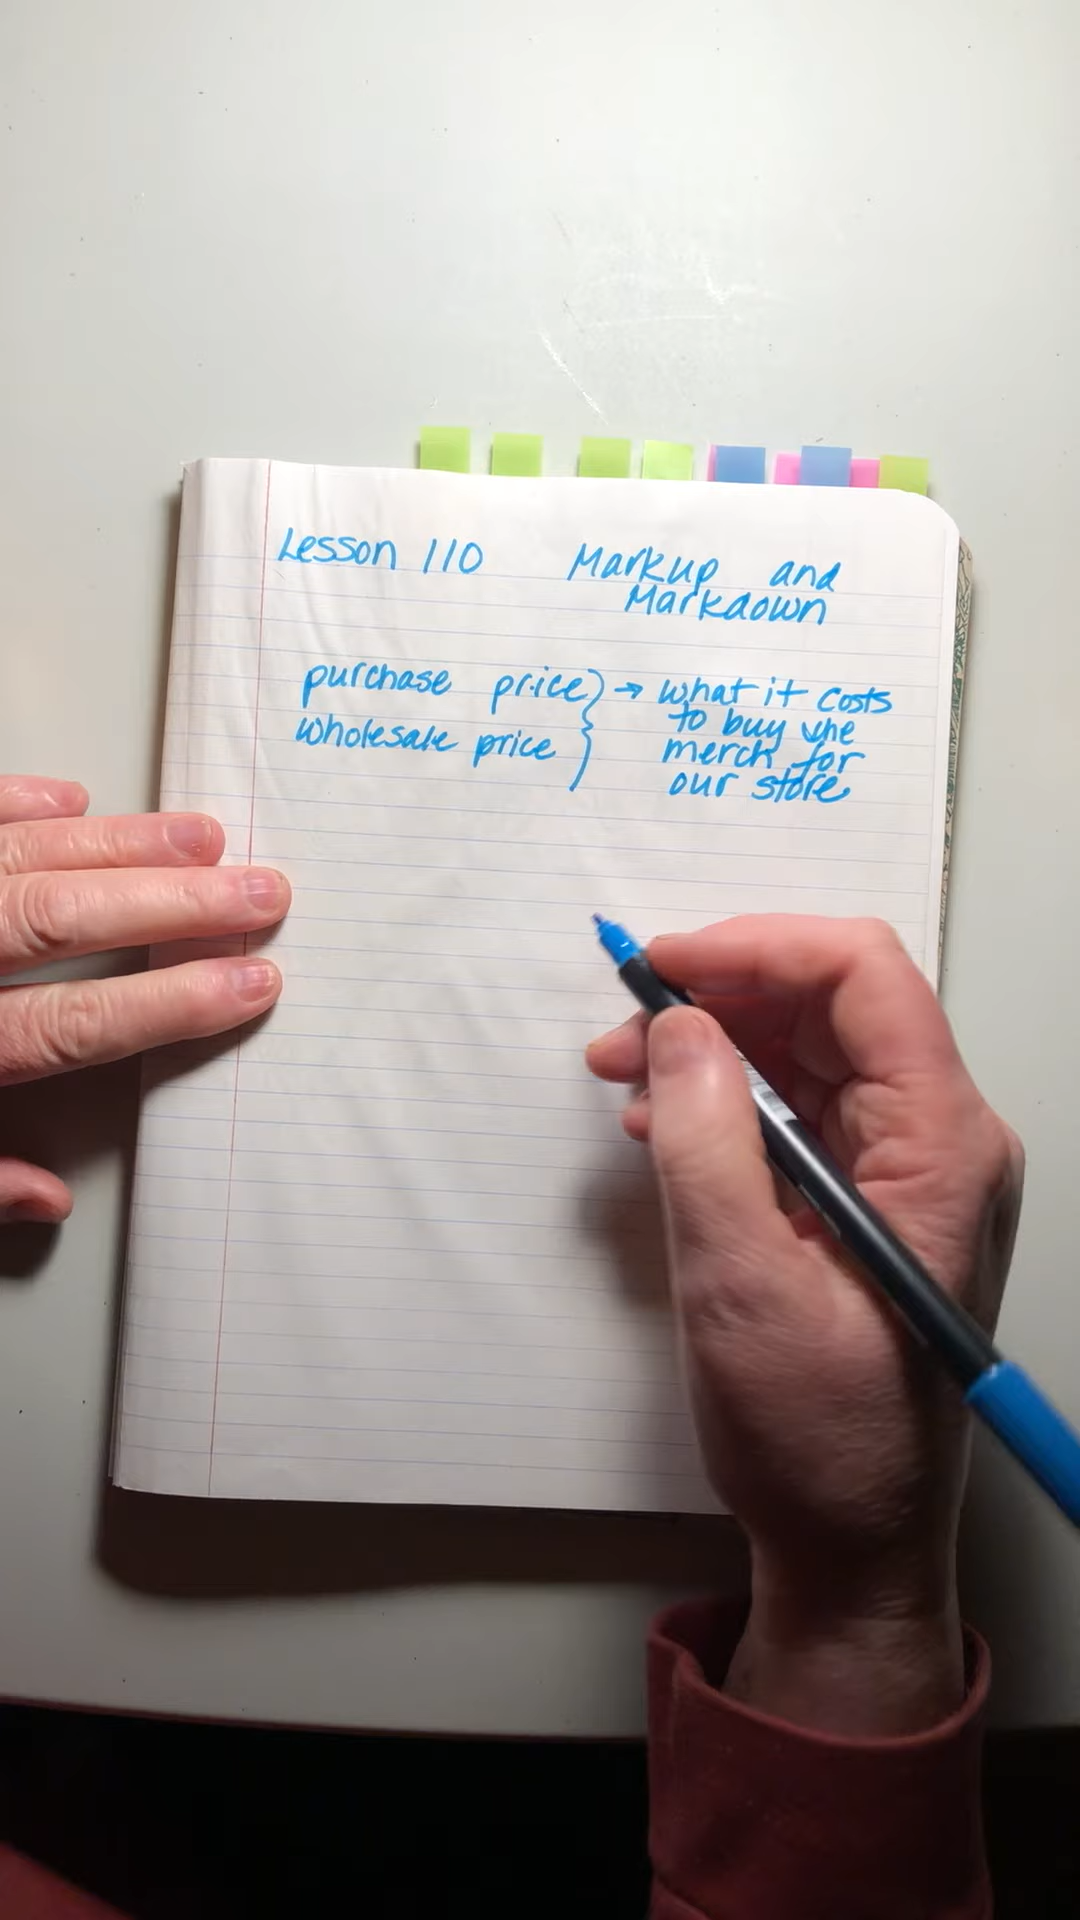 Lesson 110 Markup and
Markdown
purchase price } → what it costs
to buy the
wholesale price merch for
our store